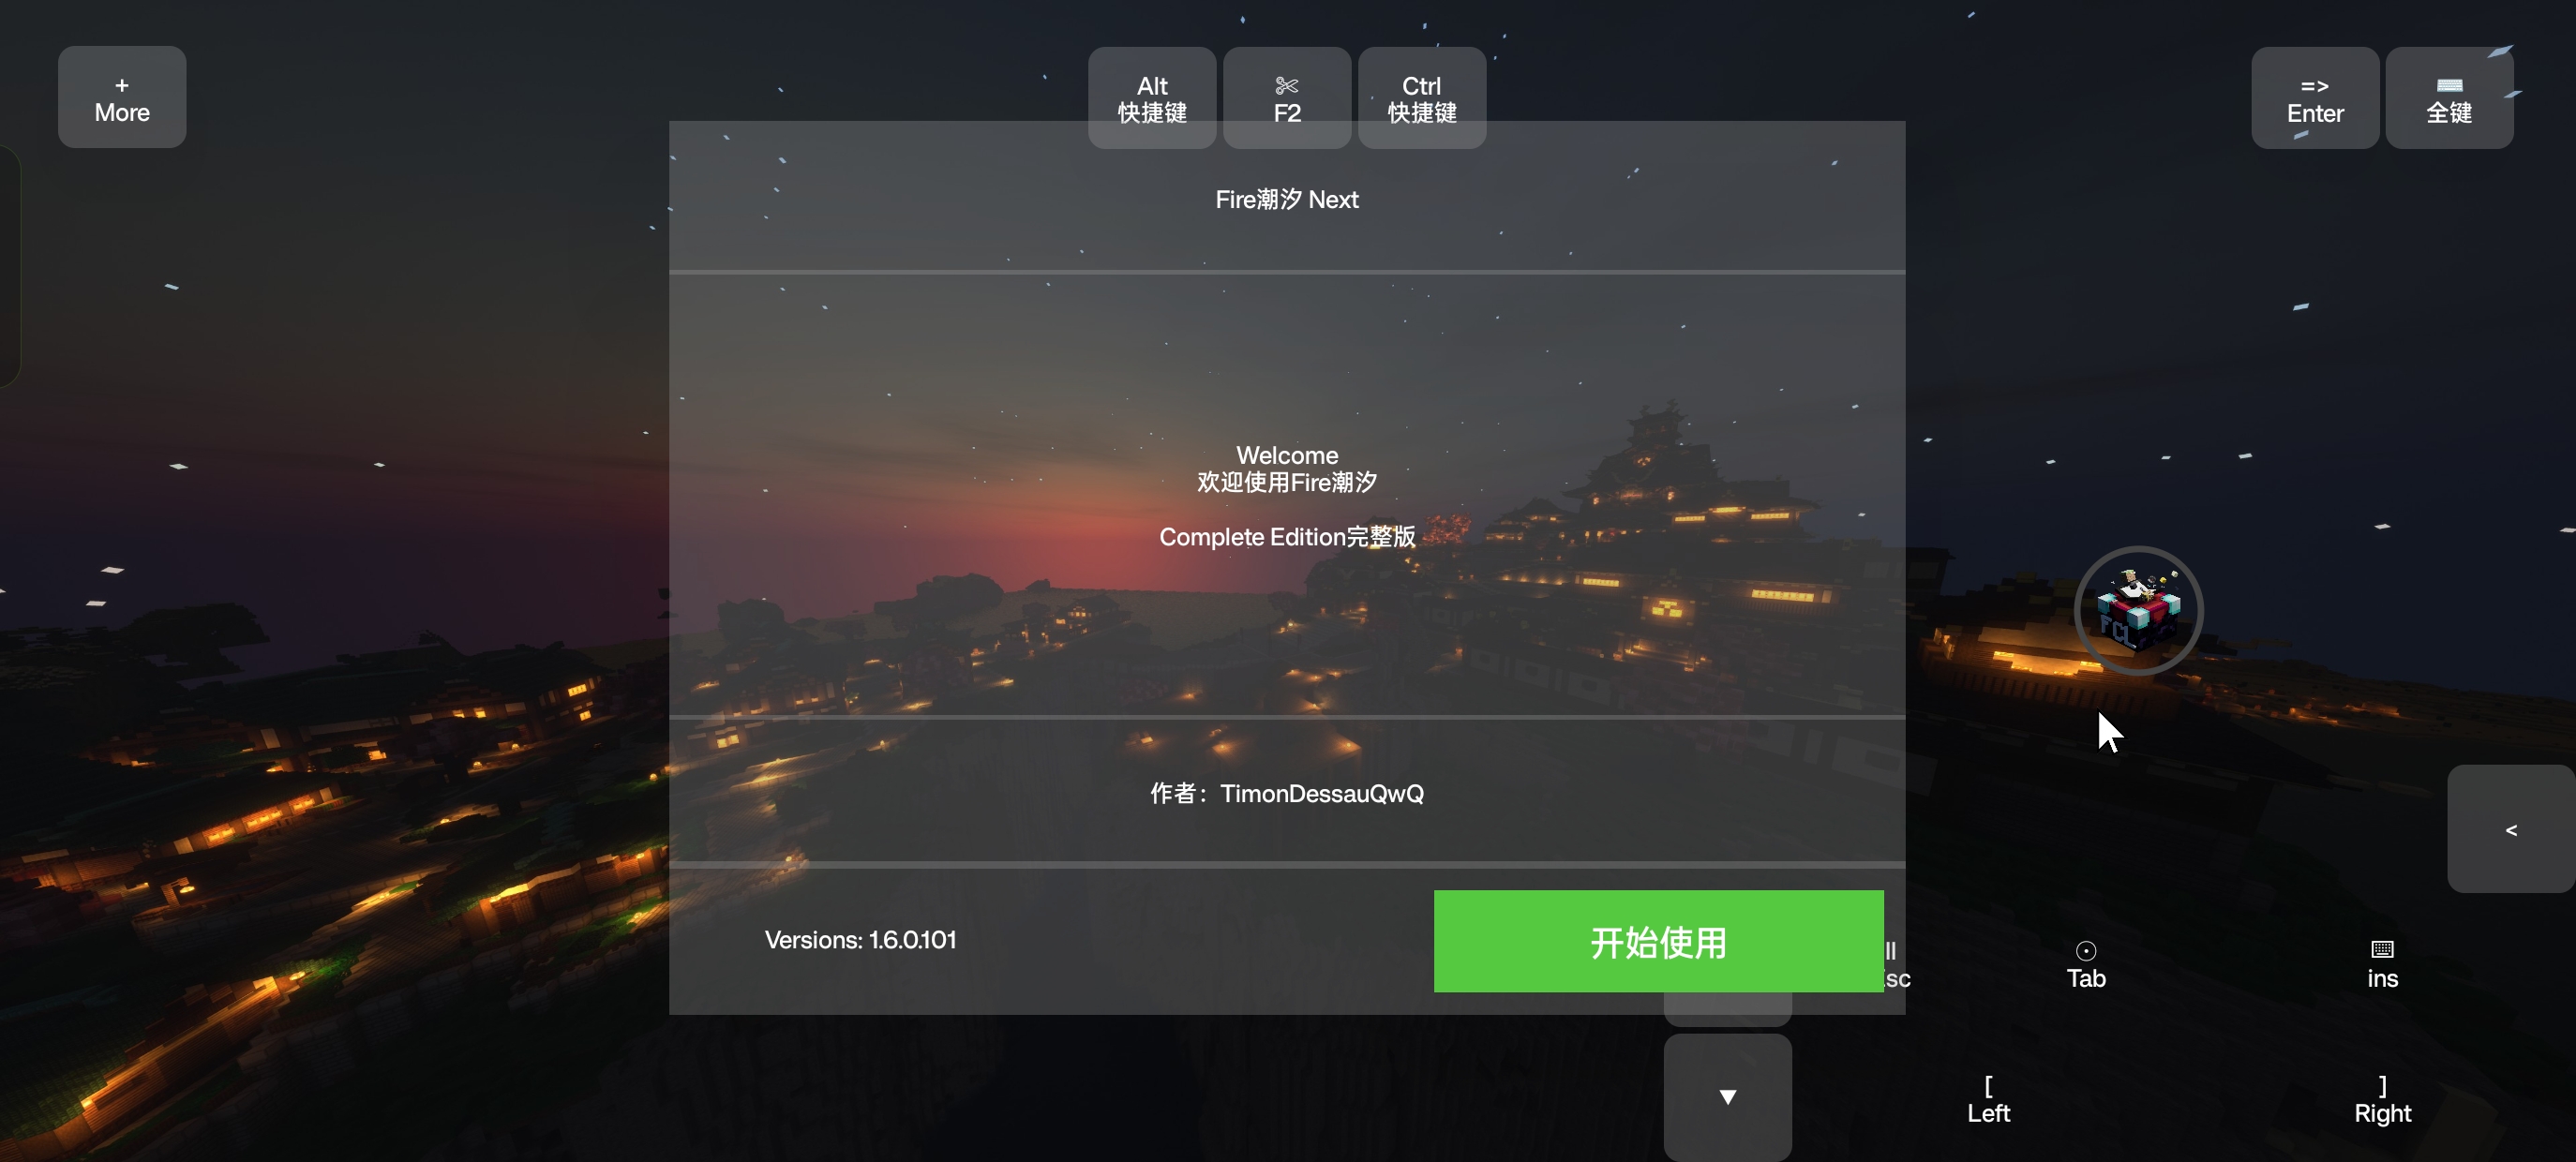 +
More
Alt
快捷键
F2
Ctrl
快捷键
=>
Enter
全键
Fire潮汐 Next
Welcome
欢迎使用Fire潮汐
Complete Edition完整版
FCL
作者：TimonDessauQwQ
<
Versions: 1.6.0.101
开始使用
sc
Tab
ins
▼
[
Left
]
Right